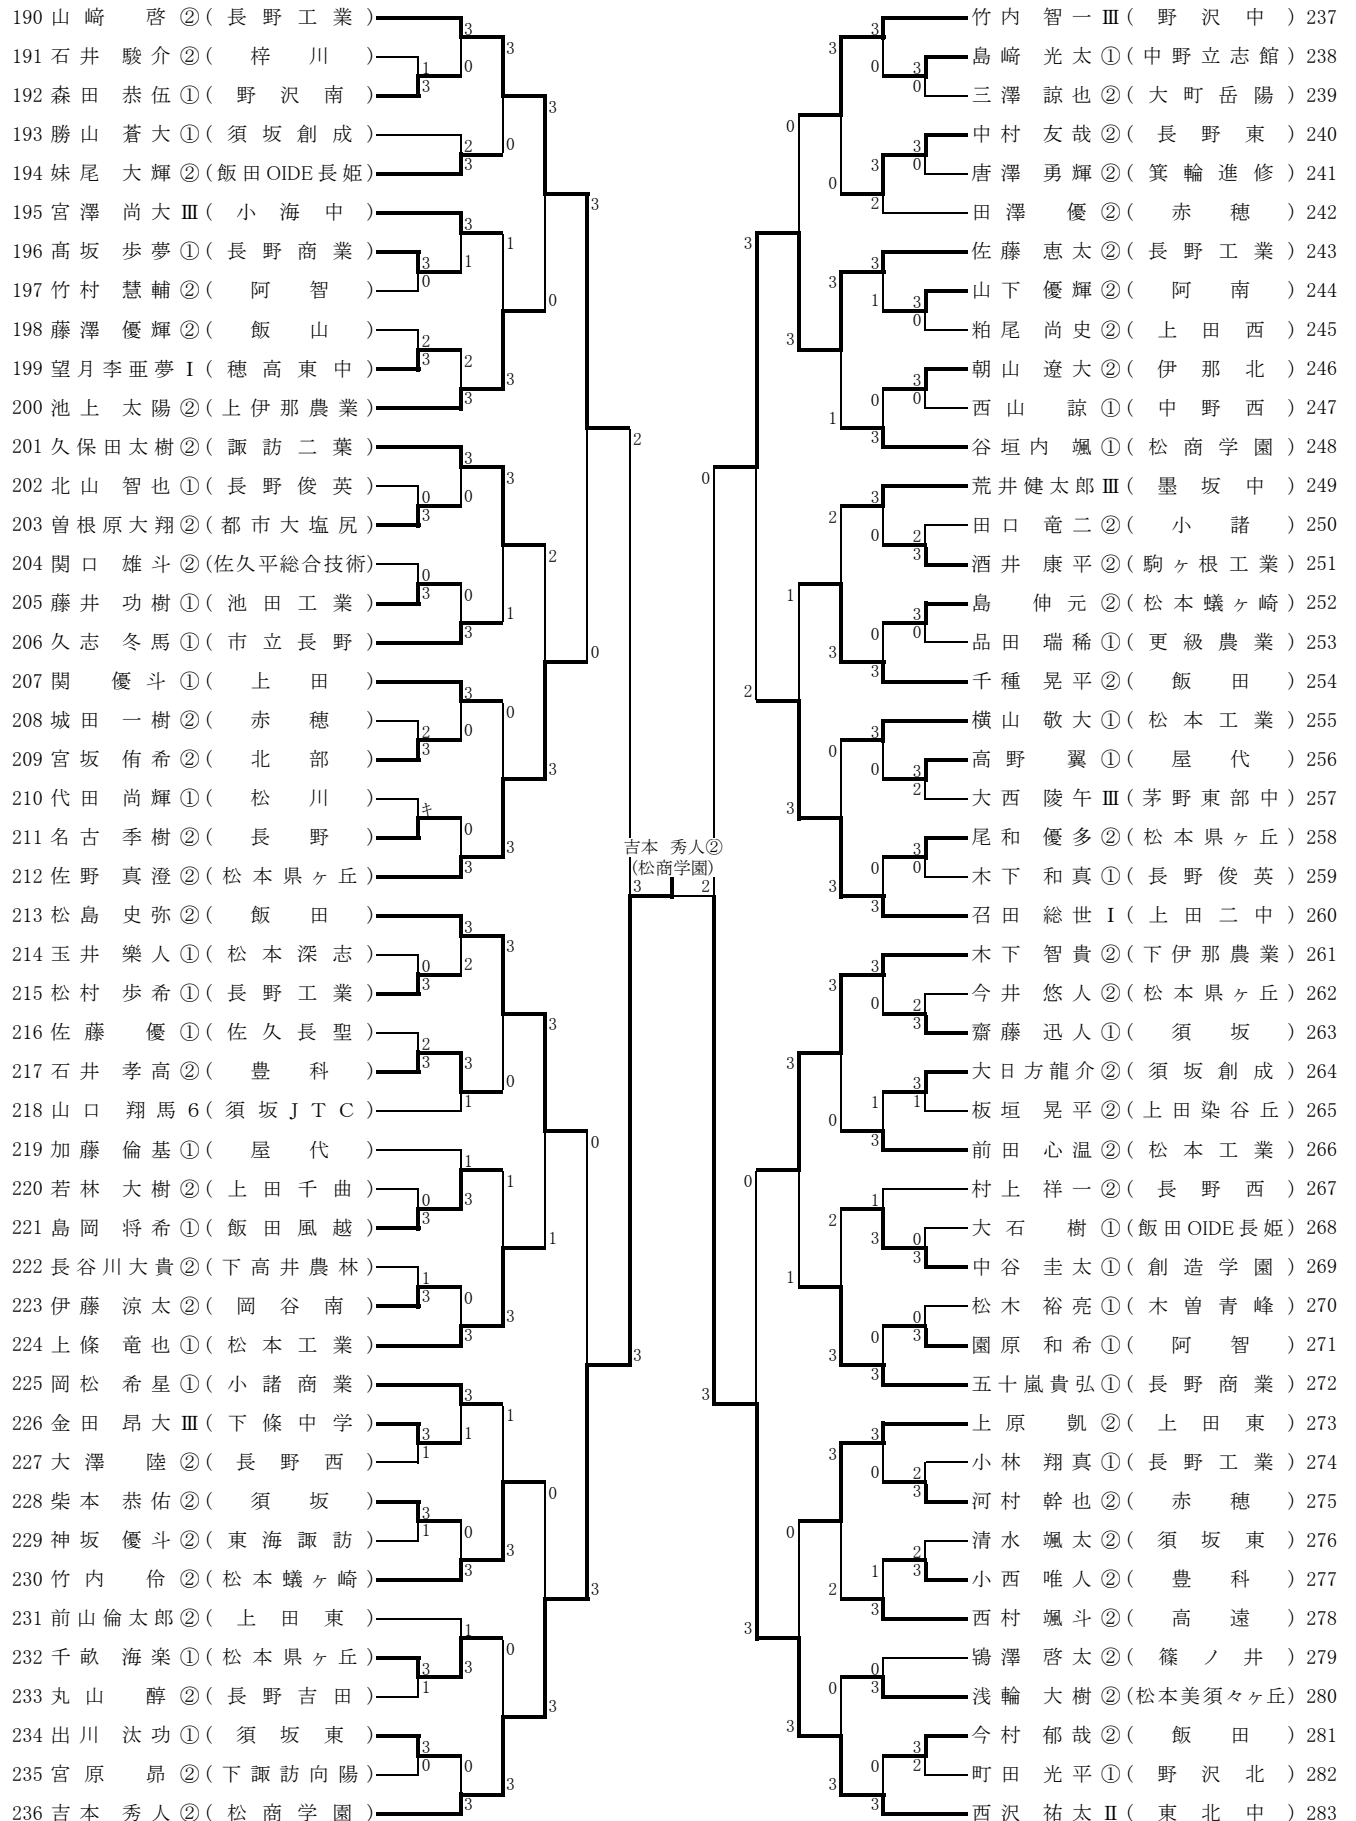 190 山﨑 啓 ② (長野工業)
191 石井 駿介 ② (梓川)
192 森田 恭伍 ① (野沢南)
193 勝山 蒼大 ① (須坂創成)
194 妹尾 大輝 ② (飯田OIDE長姫)
195 宮澤 尚大 Ⅲ (小海中)
196 髙坂 歩夢 ① (長野商業)
197 竹村 慧輔 ② (阿智)
198 藤澤 優輝 ② (飯山)
199 望月李亜夢 Ⅰ (穂高東中)
200 池上 太陽 ② (上伊那農業)
201 久保田太樹 ② (諏訪二葉)
202 北山 智也 ① (長野俊英)
203 曽根原大翔 ② (都市大塩尻)
204 関口 雄斗 ② (佐久平総合技術)
205 藤井 功樹 ① (池田工業)
206 久志 冬馬 ① (市立長野)
207 関 優斗 ① (上田)
208 城田 一樹 ② (赤穂)
209 宮坂 侑希 ② (北部)
210 代田 尚輝 ① (松川)
211 名古 季樹 ② (長野)
212 佐野 真澄 ② (松本県ヶ丘)
213 松島 史弥 ② (飯田)
214 玉井 樂人 ① (松本深志)
215 松村 歩希 ① (長野工業)
216 佐藤 優 ① (佐久長聖)
217 石井 孝高 ② (豊科)
218 山口 翔馬 6 (須坂JTC)
219 加藤 倫基 ① (屋代)
220 若林 大樹 ② (上田千曲)
221 島岡 将希 ① (飯田風越)
222 長谷川大貴 ② (下高井農林)
223 伊藤 涼太 ② (岡谷南)
224 上條 竜也 ① (松本工業)
225 岡松 希星 ① (小諸商業)
226 金田 昂大 Ⅲ (下條中学)
227 大澤 陸 ② (長野西)
228 柴本 恭佑 ② (須坂)
229 神坂 優斗 ② (東海諏訪)
230 竹内 伶 ② (松本蟻ヶ崎)
231 前山倫太郎 ② (上田東)
232 千畝 海楽 ① (松本県ヶ丘)
233 丸山 醇 ② (長野吉田)
234 出川 汰功 ① (須坂東)
235 宮原 昴 ② (下諏訪向陽)
236 吉本 秀人 ② (松商学園)
吉本 秀人②
(松商学園)
3 2
竹内 智一 Ⅲ (野沢中) 237
島﨑 光太 ① (中野立志館) 238
三澤 諒也 ② (大町岳陽) 239
中村 友哉 ② (長野東) 240
唐澤 勇輝 ② (箕輪進修) 241
田澤 優 ② (赤穂) 242
佐藤 恵太 ② (長野工業) 243
山下 優輝 ② (阿南) 244
粕尾 尚史 ② (上田西) 245
朝山 遼大 ② (伊那北) 246
西山 諒 ① (中野西) 247
谷垣内 颯 ① (松商学園) 248
荒井健太郎 Ⅲ (墨坂中) 249
田口 竜二 ② (小諸) 250
酒井 康平 ② (駒ヶ根工業) 251
島 伸元 ② (松本蟻ヶ崎) 252
品田 瑞稀 ① (更級農業) 253
千種 晃平 ② (飯田) 254
横山 敬大 ① (松本工業) 255
高野 翼 ① (屋代) 256
大西 陵午 Ⅲ (茅野東部中) 257
尾和 優多 ② (松本県ヶ丘) 258
木下 和真 ① (長野俊英) 259
召田 総世 Ⅰ (上田二中) 260
木下 智貴 ② (下伊那農業) 261
今井 悠人 ② (松本県ヶ丘) 262
齋藤 迅人 ① (須坂) 263
大日方龍介 ② (須坂創成) 264
板垣 晃平 ② (上田染谷丘) 265
前田 心温 ② (松本工業) 266
村上 祥一 ② (長野西) 267
大石 樹 ① (飯田OIDE長姫) 268
中谷 圭太 ① (創造学園) 269
松木 裕亮 ① (木曽青峰) 270
園原 和希 ① (阿智) 271
五十嵐貴弘 ① (長野商業) 272
上原 凱 ② (上田東) 273
小林 翔真 ① (長野工業) 274
河村 幹也 ② (赤穂) 275
清水 颯太 ② (須坂東) 276
小西 唯人 ② (豊科) 277
西村 颯斗 ② (高遠) 278
鴇澤 啓太 ② (篠ノ井) 279
浅輪 大樹 ② (松本美須々ヶ丘) 280
今村 郁哉 ② (飯田) 281
町田 光平 ① (野沢北) 282
西沢 祐太 Ⅱ (東北中) 283